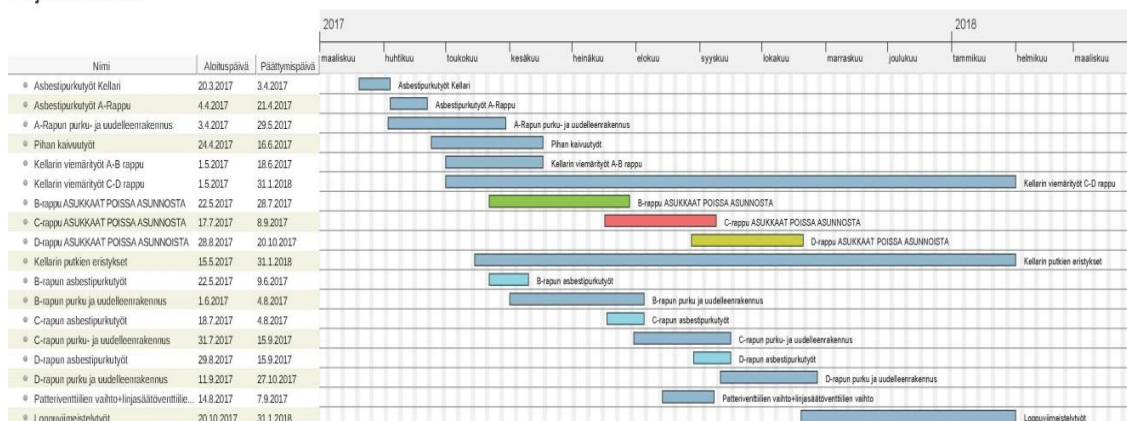 2017 2018
Nimi Aloituspäivä Päättymispäivä maaliskuu huhtikuu toukokuu kesäkuu heinäkuu elokuu syyskuu lokakuu marraskuu joulukuu tammikuu helmikuu maaliskuu
Asbestipurkutyöt Kellari 20.3.2017 3.4.2017 Asbestipurkutyöt Kellari
Asbestipurkutyöt A-Rappu 4.4.2017 21.4.2017 Asbestipurkutyöt A-Rappu
A-Rapun purku- ja uudelleenrakennus 3.4.2017 29.5.2017 A-Rapun purku- ja uudelleenrakennus
Pihan kaivuutyöt 24.4.2017 16.6.2017 Pihan kaivuutyöt
Kellarin viemärityöt A-B rappu 1.5.2017 18.6.2017 Kellarin viemärityöt A-B rappu
Kellarin viemärityöt C-D rappu 1.5.2017 31.1.2018 Kellarin viemärityöt C-D rappu
B-rappu ASUKKAAT POISSA ASUNNOSTA 22.5.2017 28.7.2017 B-rappu ASUKKAAT POISSA ASUNNOSTA
C-rappu ASUKKAAT POISSA ASUNNOSTA 17.7.2017 8.9.2017 C-rappu ASUKKAAT POISSA ASUNNOSTA
D-rappu ASUKKAAT POISSA ASUNNOISTA 28.8.2017 20.10.2017 D-rappu ASUKKAAT POISSA ASUNNOISTA
Kellarin putkien eristykset 15.5.2017 31.1.2018 Kellarin putkien eristykset
B-rapun asbestipurkutyöt 22.5.2017 9.6.2017 B-rapun asbestipurkutyöt
B-rapun purku ja uudelleenrakennus 1.6.2017 4.8.2017 B-rapun purku ja uudelleenrakennus
C-rapun asbestipurkutyöt 18.7.2017 4.8.2017 C-rapun asbestipurkutyöt
C-rapun purku- ja uudelleenrakennus 31.7.2017 15.9.2017 C-rapun purku- ja uudelleenrakennus
D-rapun asbestipurkutyöt 29.8.2017 15.9.2017 D-rapun asbestipurkutyöt
D-rapun purku ja uudelleenrakennus 11.9.2017 27.10.2017 D-rapun purku ja uudelleenrakennus
Patteriventtiilien vaihto+linjasäätöventtiilie... 14.8.2017 7.9.2017 Patteriventtiilien vaihto+linjasäätöventtiilien vaihto
Loppuviimeistelytyöt 20.10.2017 31.1.2018 Loppuviimeistelytyöt